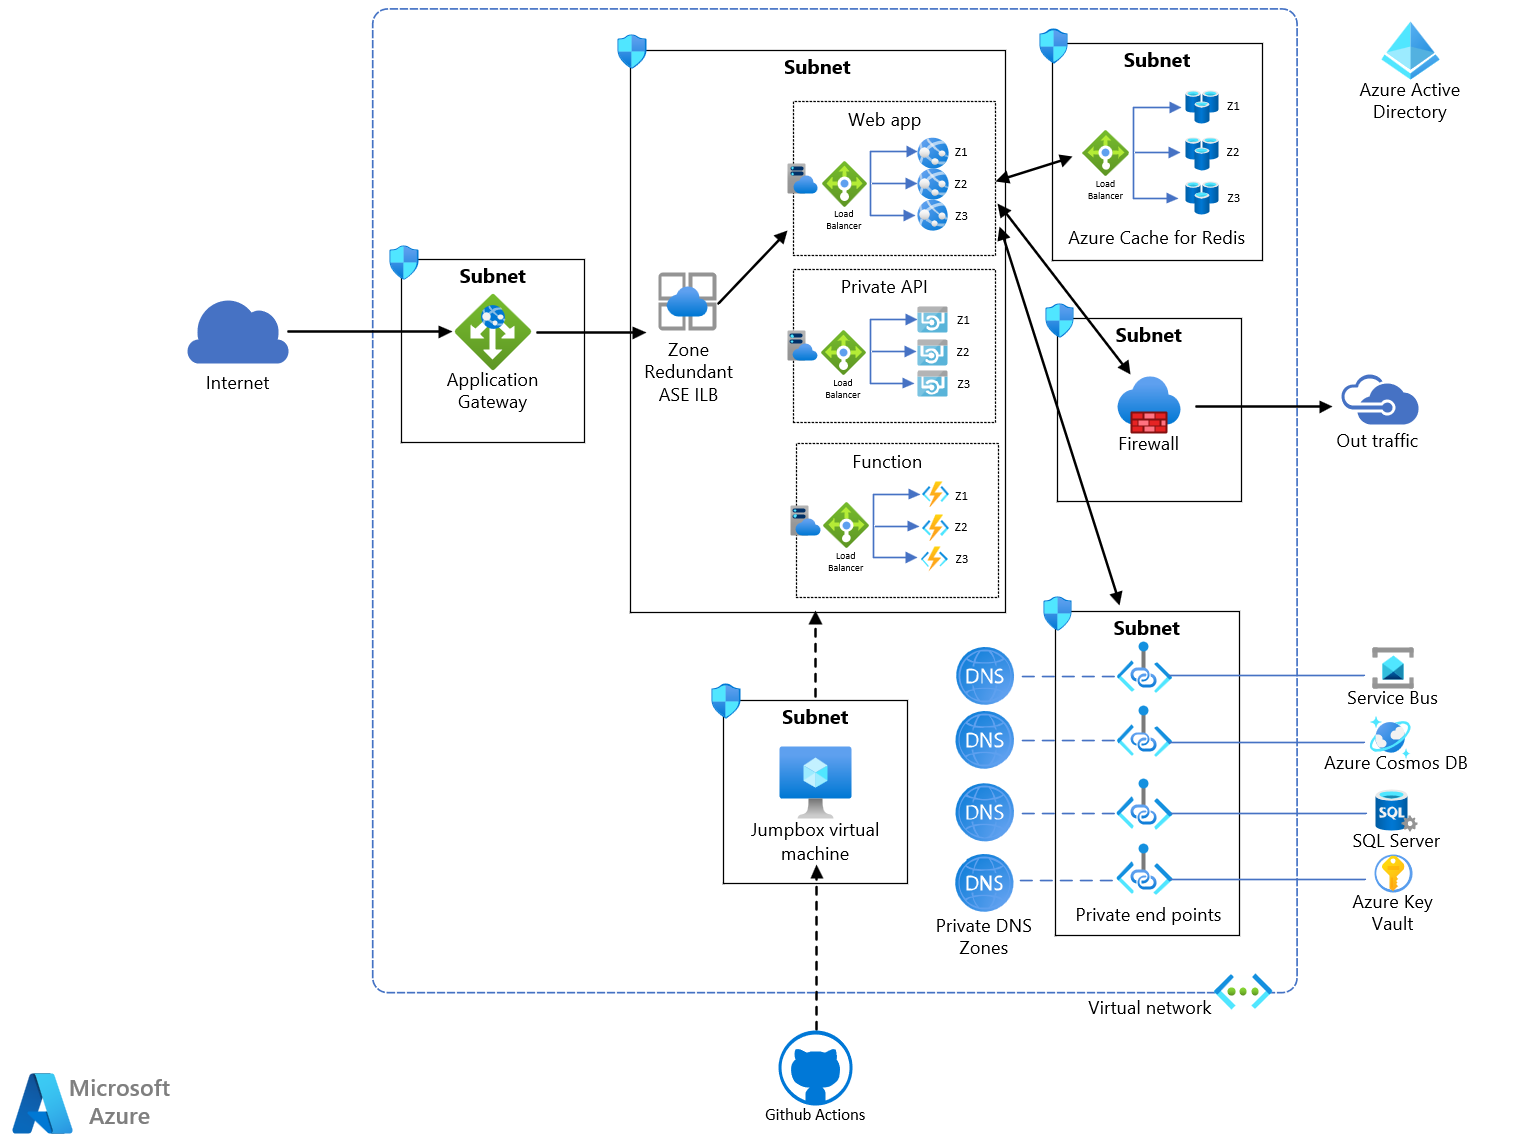 Internet
Subnet
Application
Gateway
Subnet
Zone
Redundant
ASE ILB
Web app
Load
Balancer
Z1
Z2
Z3
Private API
Load
Balancer
Z1
Z2
Z3
Function
Load
Balancer
Z1
Z2
Z3
Subnet
Load
Balancer
Z1
Z2
Z3
Azure Cache for Redis
Azure Active
Directory
Subnet
Firewall
Out traffic
Subnet
Private end points
DNS
DNS
DNS
DNS
Private DNS
Zones
Service Bus
Azure Cosmos DB
SQL
SQL Server
Azure Key
Vault
Subnet
Jumpbox virtual
machine
Virtual network
Github Actions
Microsoft
Azure